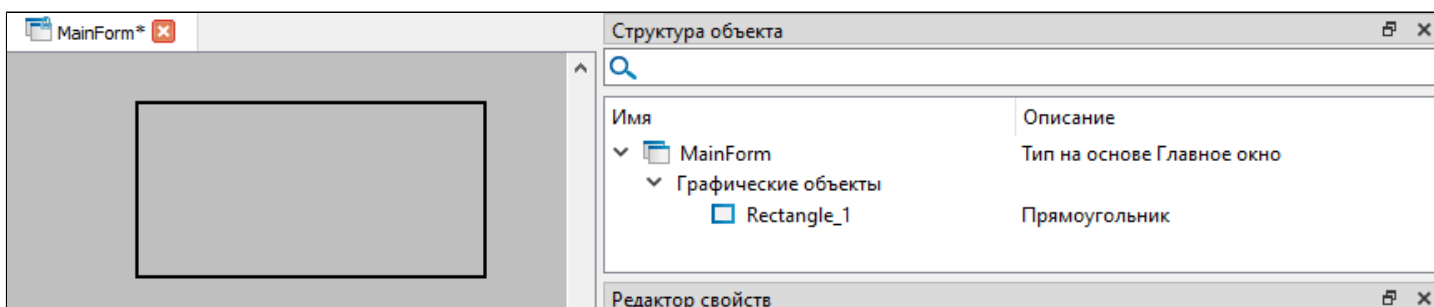 MainForm*
Структура объекта
Имя Описание
MainForm Тип на основе Главное окно
Графические объекты
Rectangle_1 Прямоугольник
Редактор свойств